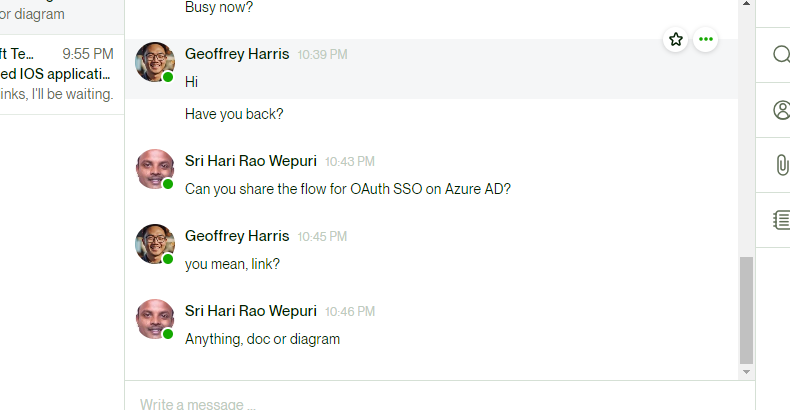 or diagram
ft Te... 9:55 PM
ed IOS applicati...
inks, I'll be waiting.
Busy now?
Geoffrey Harris 10:39 PM
Hi
Have you back?
Sri Hari Rao Wepuri 10:43 PM
Can you share the flow for OAuth SSO on Azure AD?
Geoffrey Harris 10:45 PM
you mean, link?
Sri Hari Rao Wepuri 10:46 PM
Anything, doc or diagram
Write a message ...